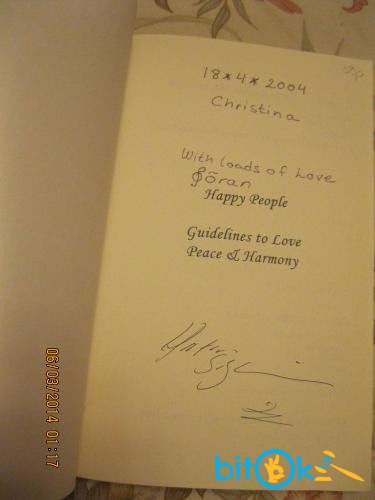 18*4*2004
Christina
With loads of Love
Göran
Happy People
Guidelines to Love
Peace & Harmony
06/03/2014 01:17
bitOk